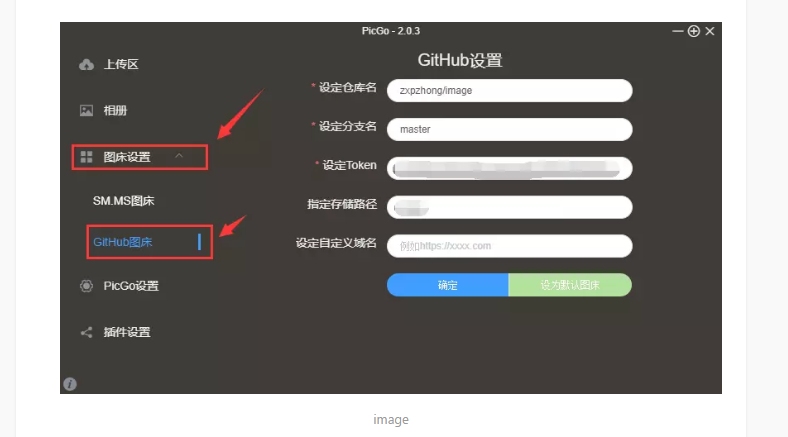 PicGo - 2.0.3
上传区
相册
图床设置
SM.MS图床
GitHub图床
PicGo设置
插件设置
GitHub设置
* 设定仓库名
zxpzhong/image
* 设定分支名
master
* 设定Token
指定存储路径
设定自定义域名
例如https://xxxx.com
确定
设为默认图床
image